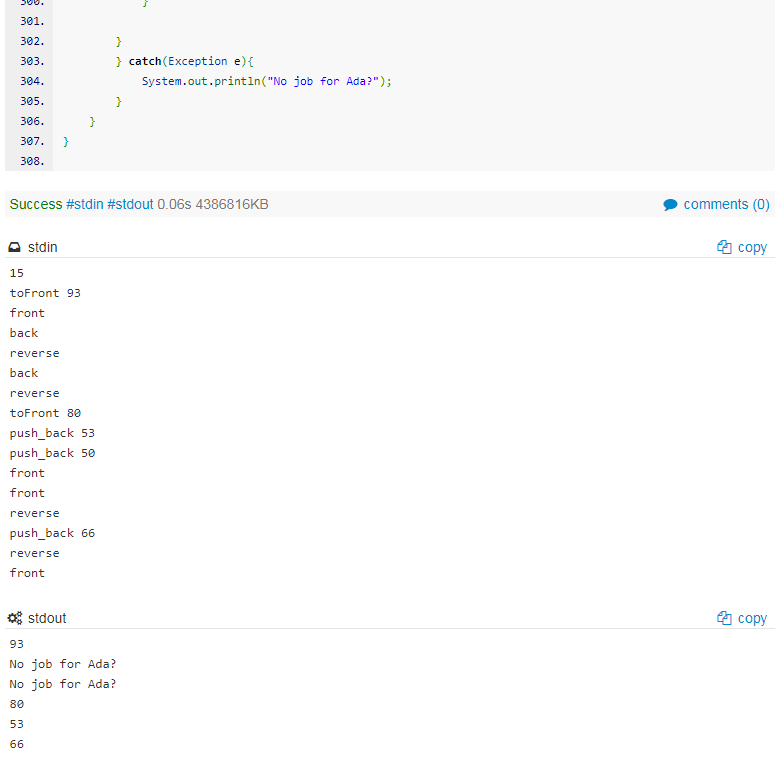 300. }
301.
302. }
303. } catch(Exception e){
304. System.out.println("No job for Ada?");
305. }
306. }
307. }
308.
Success #stdin #stdout 0.06s 4386816KB
comments (0)
stdin
copy
15
toFront 93
front
back
reverse
back
reverse
toFront 80
push_back 53
push_back 50
front
front
reverse
push_back 66
reverse
front
stdout
copy
93
No job for Ada?
No job for Ada?
80
53
66